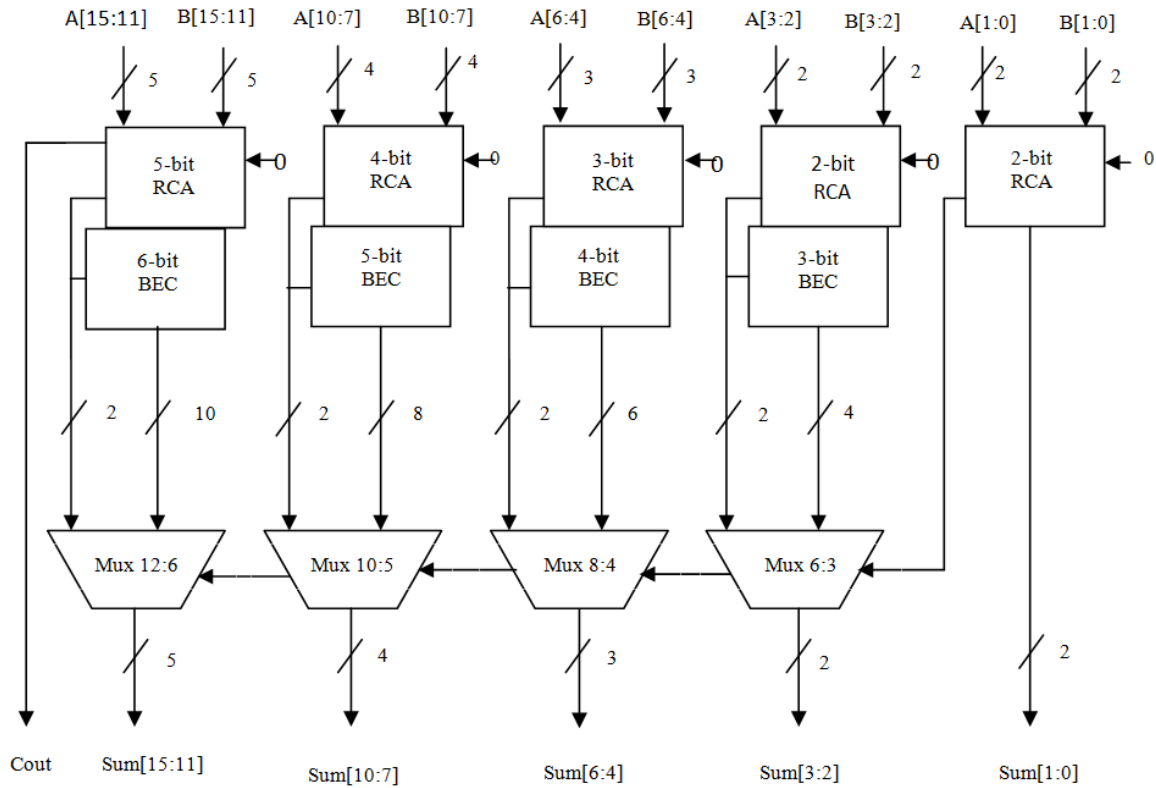 A[15:11] B[15:11] A[10:7] B[10:7] A[6:4] B[6:4] A[3:2] B[3:2] A[1:0] B[1:0]
5 5 4 4 3 3 2 2 2 2
5-bit
RCA
0
4-bit
RCA
0
3-bit
RCA
0
2-bit
RCA
0
2-bit
RCA
0
6-bit
BEC
5-bit
BEC
4-bit
BEC
3-bit
BEC
2 10 2 8 2 6 2 4
Mux 12:6 Mux 10:5 Mux 8:4 Mux 6:3
5 4 3 2 2
Cout Sum[15:11] Sum[10:7] Sum[6:4] Sum[3:2] Sum[1:0]